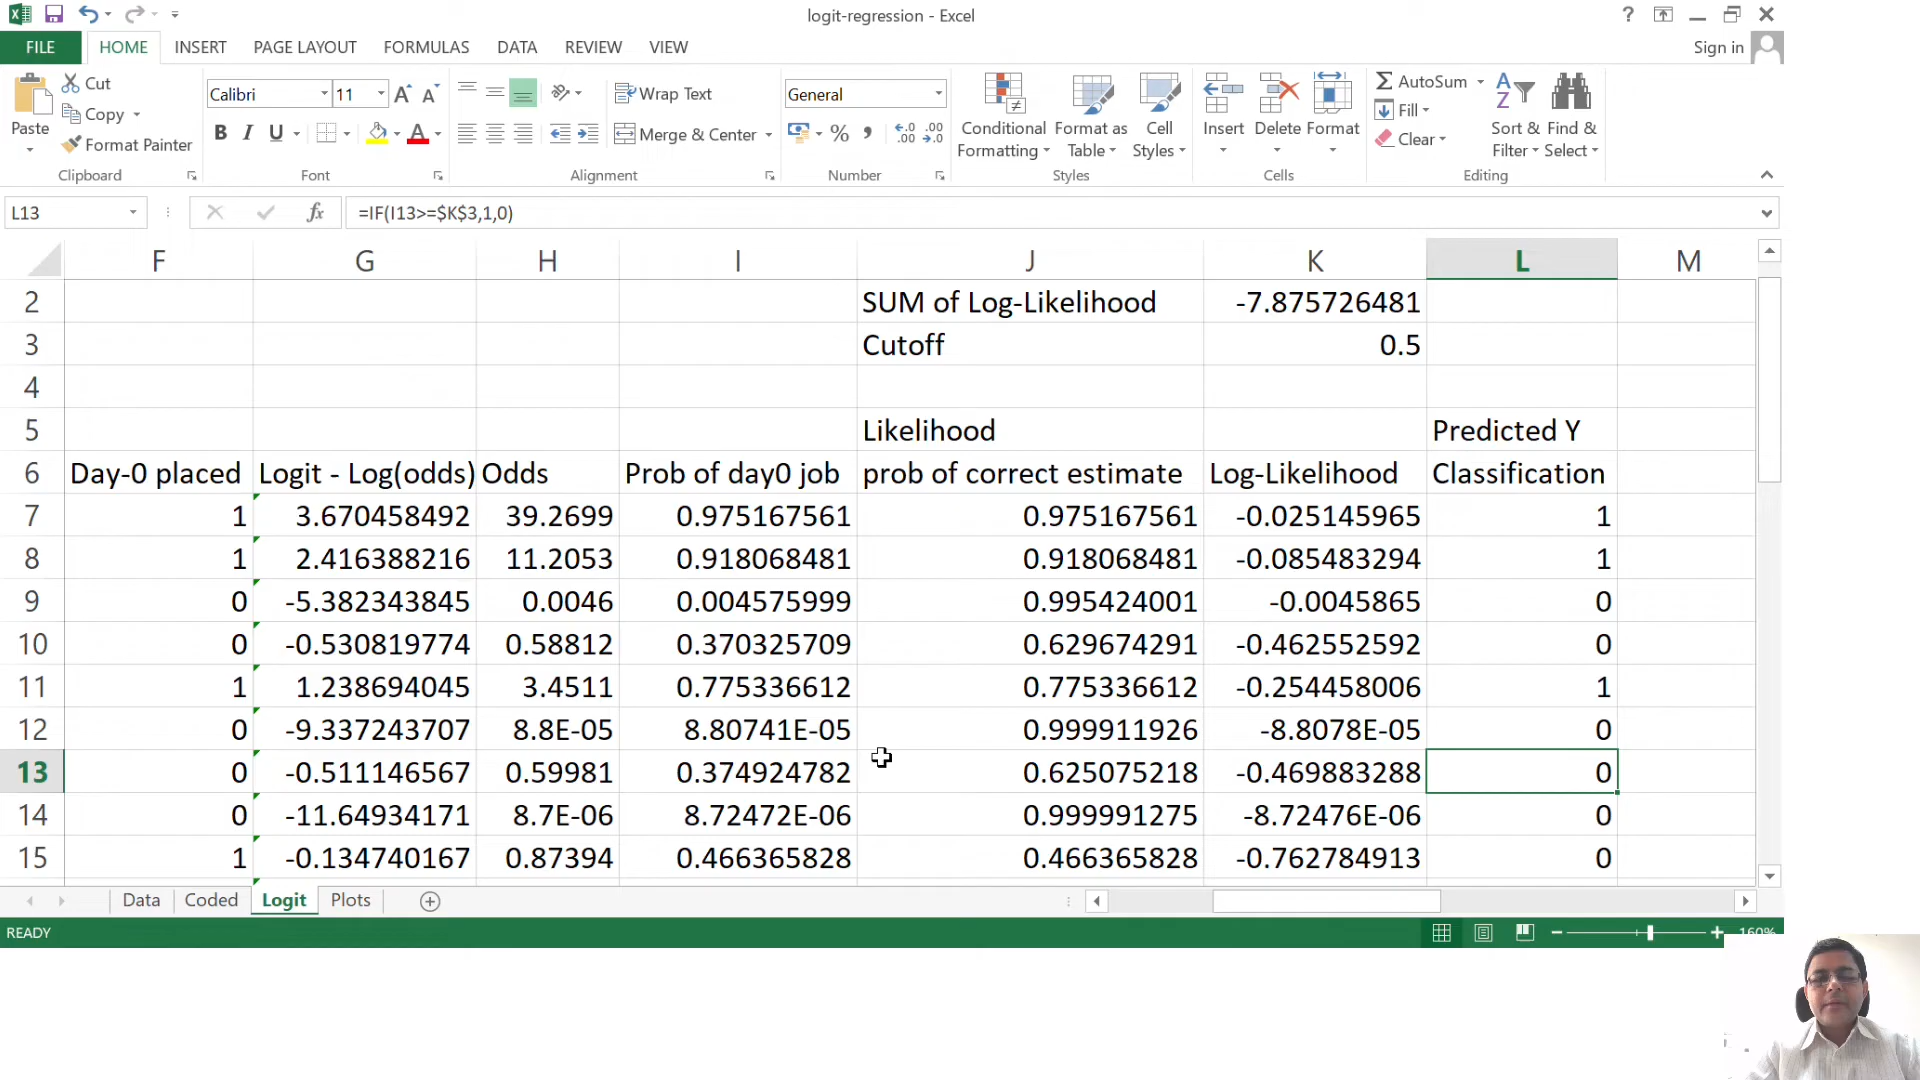 logit-regression - Excel
FILE HOME INSERT PAGE LAYOUT FORMULAS DATA REVIEW VIEW Sign in
Paste Cut Copy Format Painter Clipboard
Calibri 11 B I U Font
Wrap Text Merge & Center Alignment
General % Number
Conditional Formatting Format as Table Cell Styles Styles
Insert Delete Format Cells
AutoSum Fill Clear Sort & Filter Find & Select Editing
L13 fx =IF(I13>=$K$3,1,0)
F G H I J K L M
2 SUM of Log-Likelihood -7.875726481
3 Cutoff 0.5
4
5 Likelihood Predicted Y
6 Day-0 placed Logit - Log(odds) Odds Prob of day0 job prob of correct estimate Log-Likelihood Classification
7 1 3.670458492 39.2699 0.975167561 0.975167561 -0.025145965 1
8 1 2.416388216 11.2053 0.918068481 0.918068481 -0.085483294 1
9 0 -5.382343845 0.0046 0.004575999 0.995424001 -0.0045865 0
10 0 -0.530819774 0.58812 0.370325709 0.629674291 -0.462552592 0
11 1 1.238694045 3.4511 0.775336612 0.775336612 -0.254458006 1
12 0 -9.337243707 8.8E-05 8.80741E-05 0.999911926 -8.8078E-05 0
13 0 -0.511146567 0.59981 0.374924782 0.625075218 -0.469883288 0
14 0 -11.64934171 8.7E-06 8.72472E-06 0.999991275 -8.72476E-06 0
15 1 -0.134740167 0.87394 0.466365828 0.466365828 -0.762784913 0
Data Coded Logit Plots
READY 160%